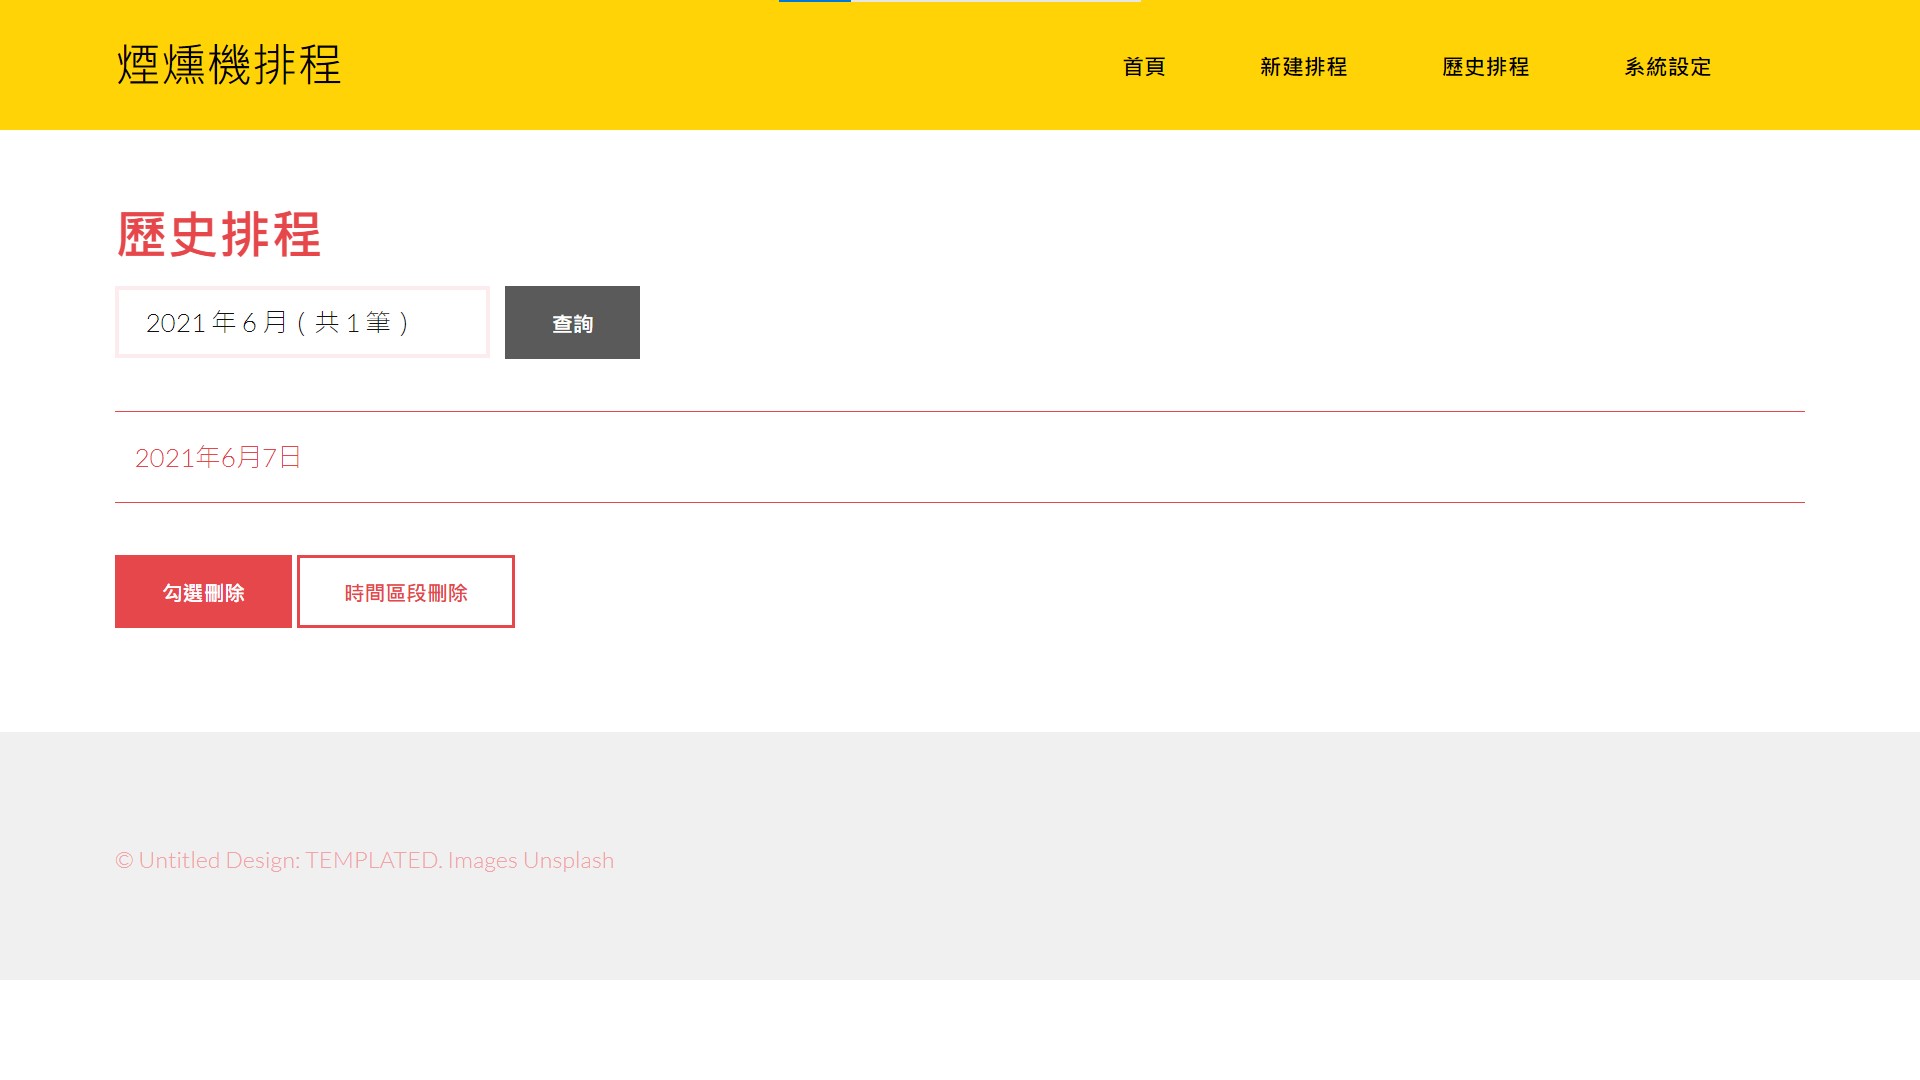 煙燻機排程
首頁 新建排程 歷史排程 系統設定
歷史排程
2021 年 6 月 ( 共 1 筆 )
查詢
2021年6月7日
勾選刪除 時間區段刪除
© Untitled Design: TEMPLATED. Images Unsplash